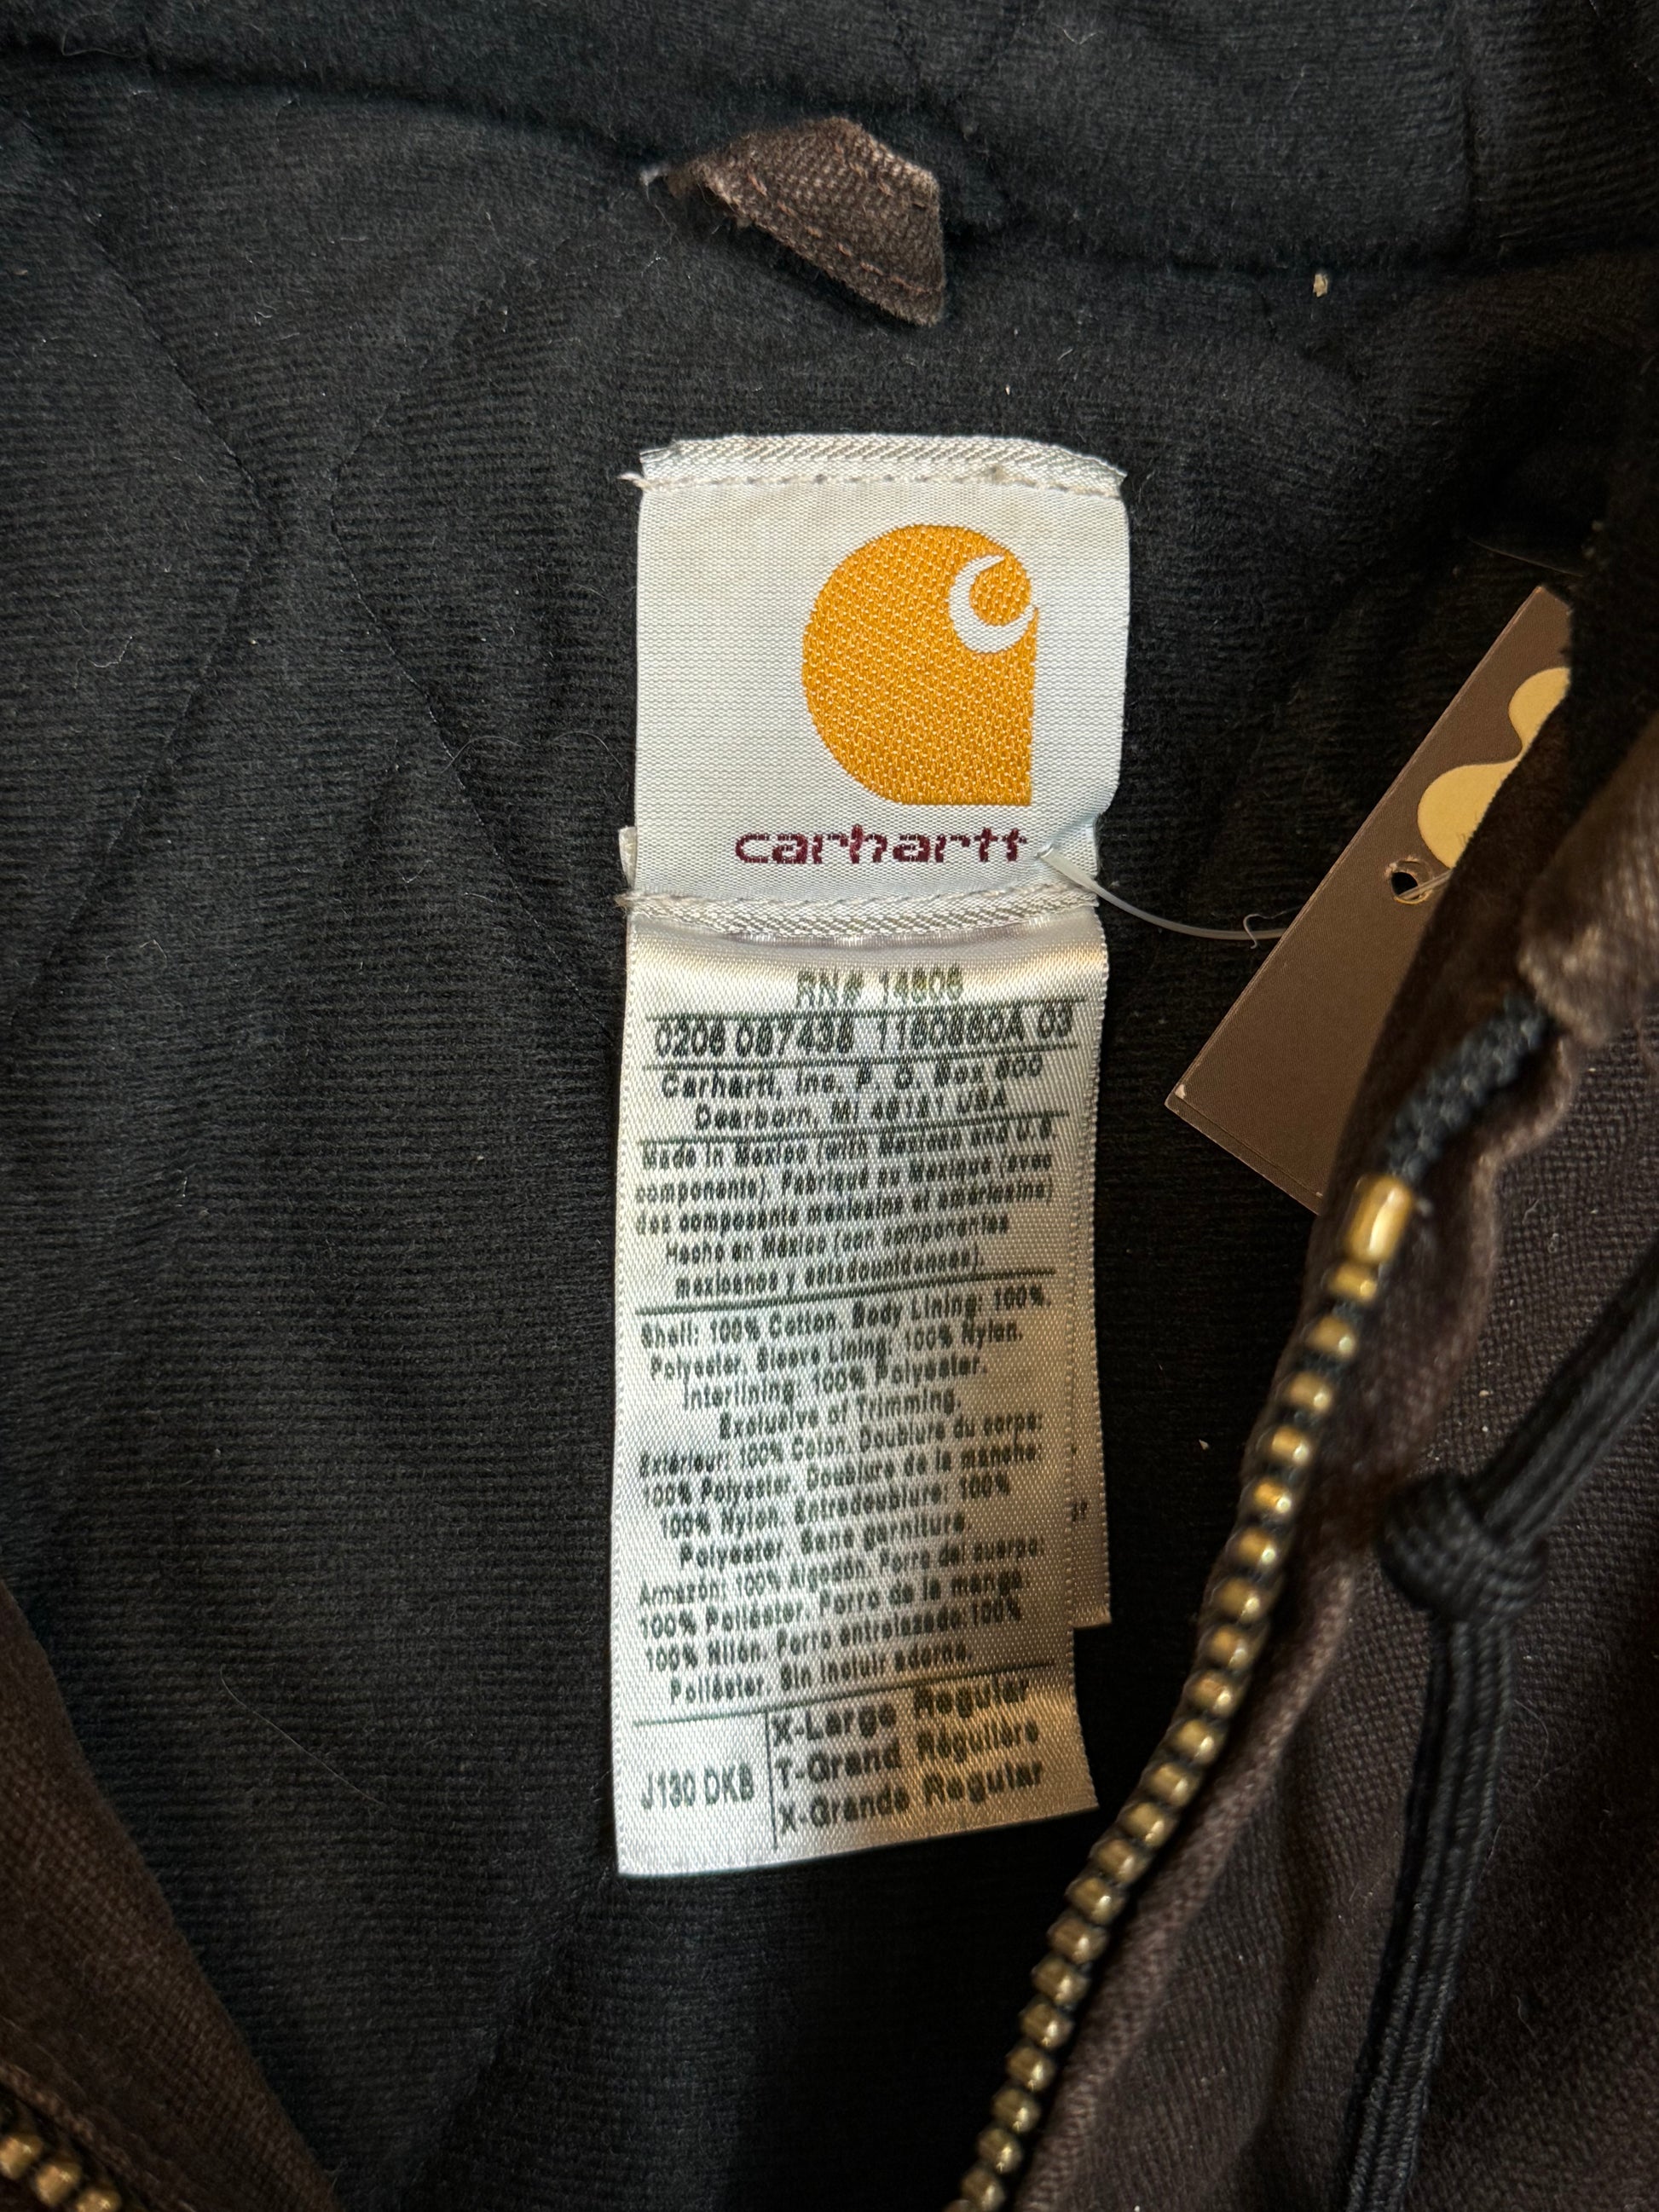 carhartt
RN# 14806
0206 087438 1160860A 03
Carhartt, Inc. P. O. Box 600
Dearborn, MI 48121 USA
Made in Mexico (with Mexican and U.S.
components). Fabriqué au Mexique (avec
des composants mexicains et américains)
Hecho en México (con componentes
mexicanos y estadounidenses).
Shell: 100% Cotton. Body Lining: 100%.
Polyester. Sleeve Lining: 100% Nylon.
Interlining: 100% Polyester.
Exclusive of Trimming
Extérieur: 100% Coton. Doublure du corps:
100% Polyester. Doublure de la manche:
100% Nylon. Entredoublure: 100%
Polyester. Sans garniture.
Armazón: 100% Algodón. Forro del cuerpo:
100% Poliéster. Forro de la manga:
100% Nilón. Forro entrelazado: 100%
Poliéster. Sin incluir adorno.
J130 DKB
X-Large Regular
T-Grand Régulière
X-Grande Regular